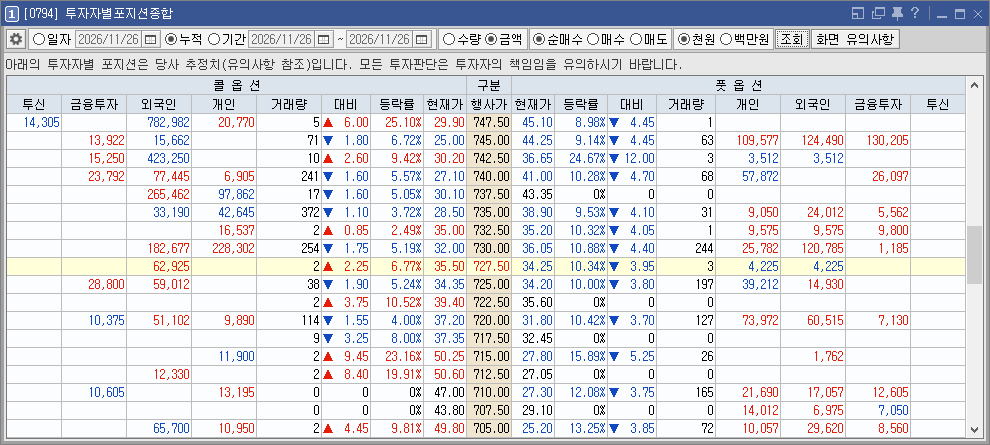 1 [0794] 투자자별포지션종합
일자 2026/11/26 누적 기간 2026/11/26 ~ 2026/11/26 수량 금액 순매수 매수 매도 천원 백만원 조회 화면 유의사항
아래의 투자자별 포지션은 당사 추정치(유의사항 참조)입니다. 모든 투자판단은 투자자의 책임임을 유의하시기 바랍니다.
콜 옵 션 구분 풋 옵 션
투신 금융투자 외국인 개인 거래량 대비 등락률 현재가 행사가 현재가 등락률 대비 거래량 개인 외국인 금융투자 투신
14,305 782,982 20,770 5 ▲ 6.00 25.10% 29.90 747.50 45.10 8.98% ▼ 4.45 1
13,922 15,662 71 ▼ 1.80 6.72% 25.00 745.00 44.25 9.14% ▼ 4.45 63 109,577 124,490 130,205
15,250 423,250 10 ▲ 2.60 9.42% 30.20 742.50 36.65 24.67% ▼ 12.00 3 3,512 3,512
23,792 77,445 6,905 241 ▼ 1.60 5.57% 27.10 740.00 41.00 10.28% ▼ 4.70 68 57,872 26,097
265,462 97,862 17 ▼ 1.60 5.05% 30.10 737.50 43.35 0% 0 0
33,190 42,645 372 ▼ 1.10 3.72% 28.50 735.00 38.90 9.53% ▼ 4.10 31 9,050 24,012 5,562
16,537 2 ▲ 0.85 2.49% 35.00 732.50 35.20 10.32% ▼ 4.05 1 9,575 9,575 9,800
182,677 228,302 254 ▼ 1.75 5.19% 32.00 730.00 36.05 10.88% ▼ 4.40 244 25,782 120,785 1,185
62,925 2 ▲ 2.25 6.77% 35.50 727.50 34.25 10.34% ▼ 3.95 3 4,225 4,225
28,800 59,012 38 ▼ 1.90 5.24% 34.35 725.00 34.20 10.00% ▼ 3.80 197 39,212 14,930
2 ▲ 3.75 10.52% 39.40 722.50 35.60 0% 0 0
10,375 51,102 9,890 114 ▼ 1.55 4.00% 37.20 720.00 31.80 10.42% ▼ 3.70 127 73,972 60,515 7,130
9 ▼ 3.25 8.00% 37.35 717.50 32.45 0% 0 0
11,900 2 ▲ 9.45 23.16% 50.25 715.00 27.80 15.89% ▼ 5.25 26 1,762
12,330 2 ▲ 8.40 19.91% 50.60 712.50 27.05 0% 0 0
10,605 13,195 0 0 0% 47.00 710.00 27.30 12.08% ▼ 3.75 165 21,690 17,057 12,605
0 0 0% 43.80 707.50 29.10 0% 0 0 14,012 6,975 7,050
65,700 10,950 2 ▲ 4.45 9.81% 49.80 705.00 25.20 13.25% ▼ 3.85 72 10,057 29,620 8,560